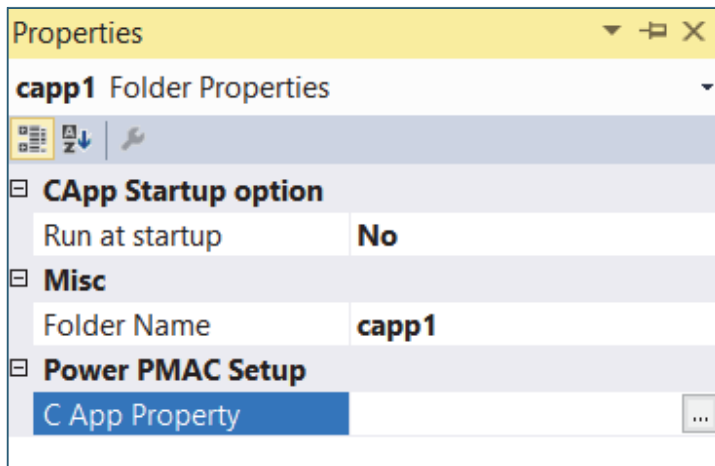 Properties
capp1 Folder Properties
CApp Startup option
Run at startup No
Misc
Folder Name capp1
Power PMAC Setup
C App Property ...